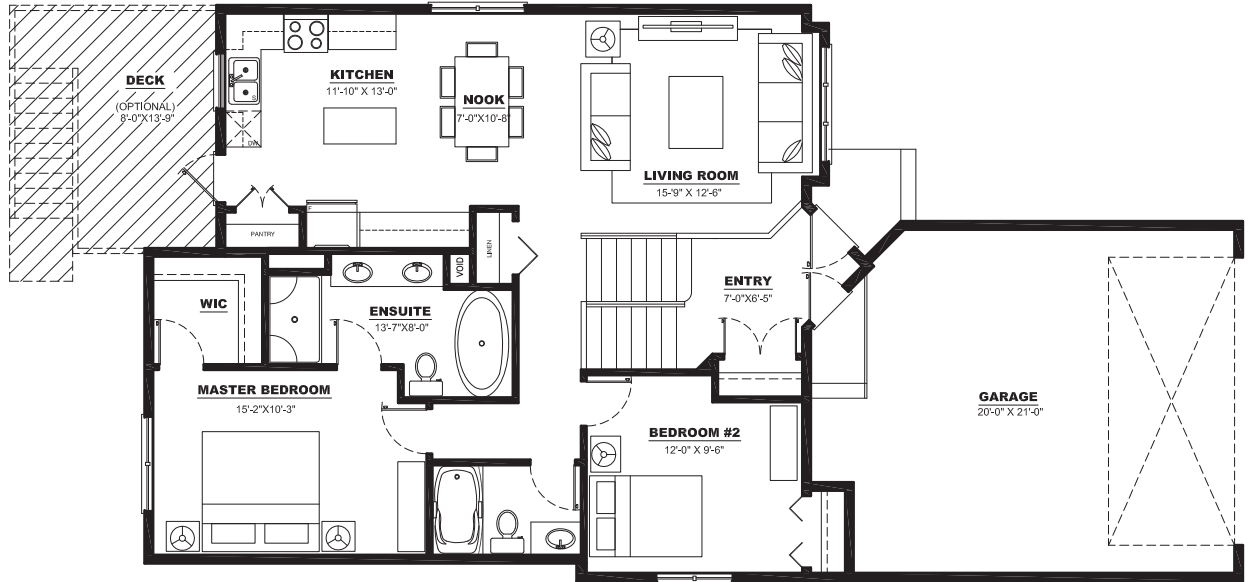 DECK
(OPTIONAL)
8'-0"X13'-9"
KITCHEN
11'-10" X 13'-0"
NOOK
7'-0"X10'-8"
S
DW
F
PANTRY
LINEN
VOID
LIVING ROOM
15-'9" X 12'-6"
ENTRY
7'-0"X6'-5"
WIC
ENSUITE
13'-7"X8'-0"
MASTER BEDROOM
15'-2"X10'-3"
BEDROOM #2
12'-0" X 9'-6"
GARAGE
20'-0" X 21'-0"